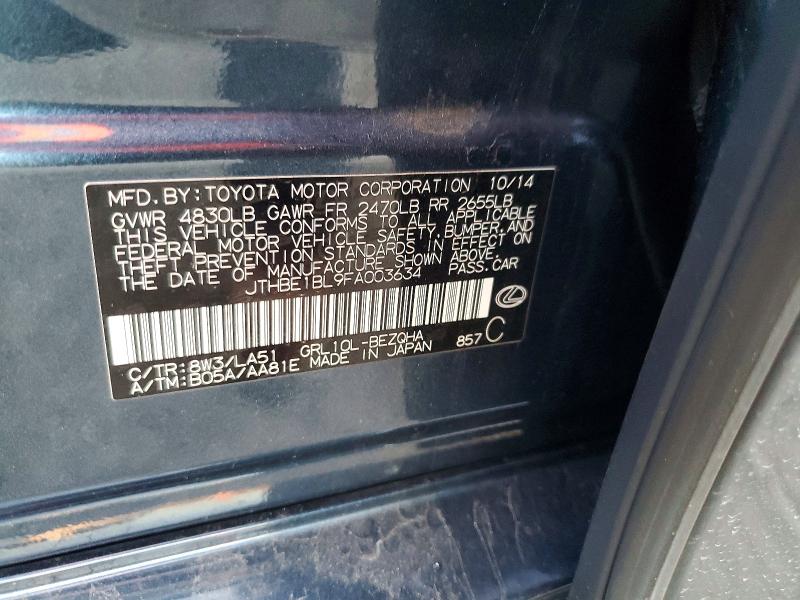 MFD. BY: TOYOTA MOTOR CORPORATION 10/14
GVWR 4830LB GAWR FR 2470LB RR 2655LB
THIS VEHICLE CONFORMS TO ALL APPLICABLE
FEDERAL MOTOR VEHICLE SAFETY, BUMPER, AND
THEFT PREVENTION STANDARDS IN EFFECT ON
THE DATE OF MANUFACTURE SHOWN ABOVE.
JTHBE1BL9FA003634 PASS. CAR
C/TR: 8W3/LA51 GRL10L-BEZQHA 857 C
A/TM: B05A/AA81E MADE IN JAPAN